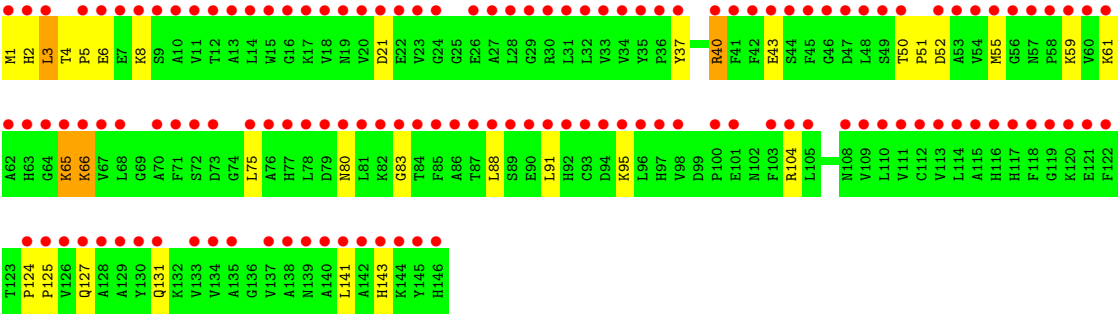 M1 H2 L3 T4 P5 E6 E7 K8 S9 A10 V11 T12 A13 L14 W15 G16 K17 V18 N19 V20 D21 E22 V23 G24 G25 E26 A27 L28 G29 R30 L31 L32 V33 V34 Y35 P36 Y37 R40 F41 F42 E43 S44 F45 G46 D47 L48 S49 T50 P51 D52 A53 V54 M55 G56 N57 P58 K59 V60 K61
A62 H63 G64 K65 K66 V67 L68 G69 A70 F71 S72 D73 G74 L75 A76 H77 L78 D79 N80 L81 K82 G83 T84 F85 A86 T87 L88 S89 E90 L91 H92 C93 D94 K95 L96 H97 V98 D99 P100 E101 N102 F103 R104 L105 N108 V109 L110 V111 C112 V113 L114 A115 H116 H117 F118 G119 K120 E121 F122
T123 P124 P125 V126 Q127 A128 A129 Y130 Q131 K132 V133 V134 A135 G136 V137 A138 N139 A140 L141 A142 H143 K144 Y145 H146